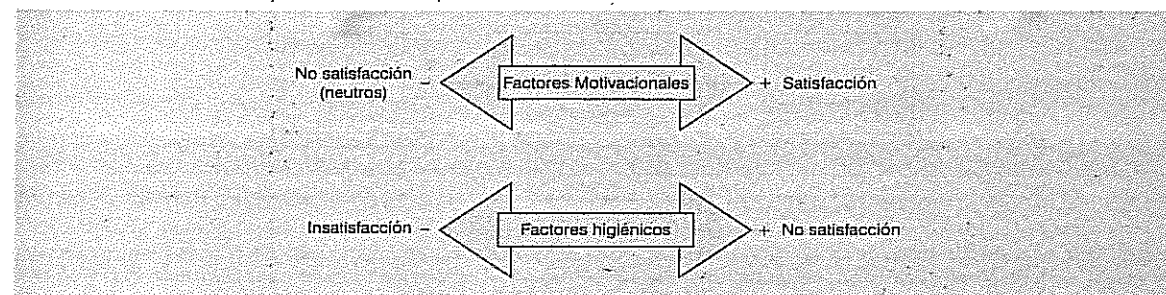 No satisfacción
(neutros)
-
Factores Motivacionales
+ Satisfacción
Insatisfacción -
Factores higiénicos
+ No satisfacción